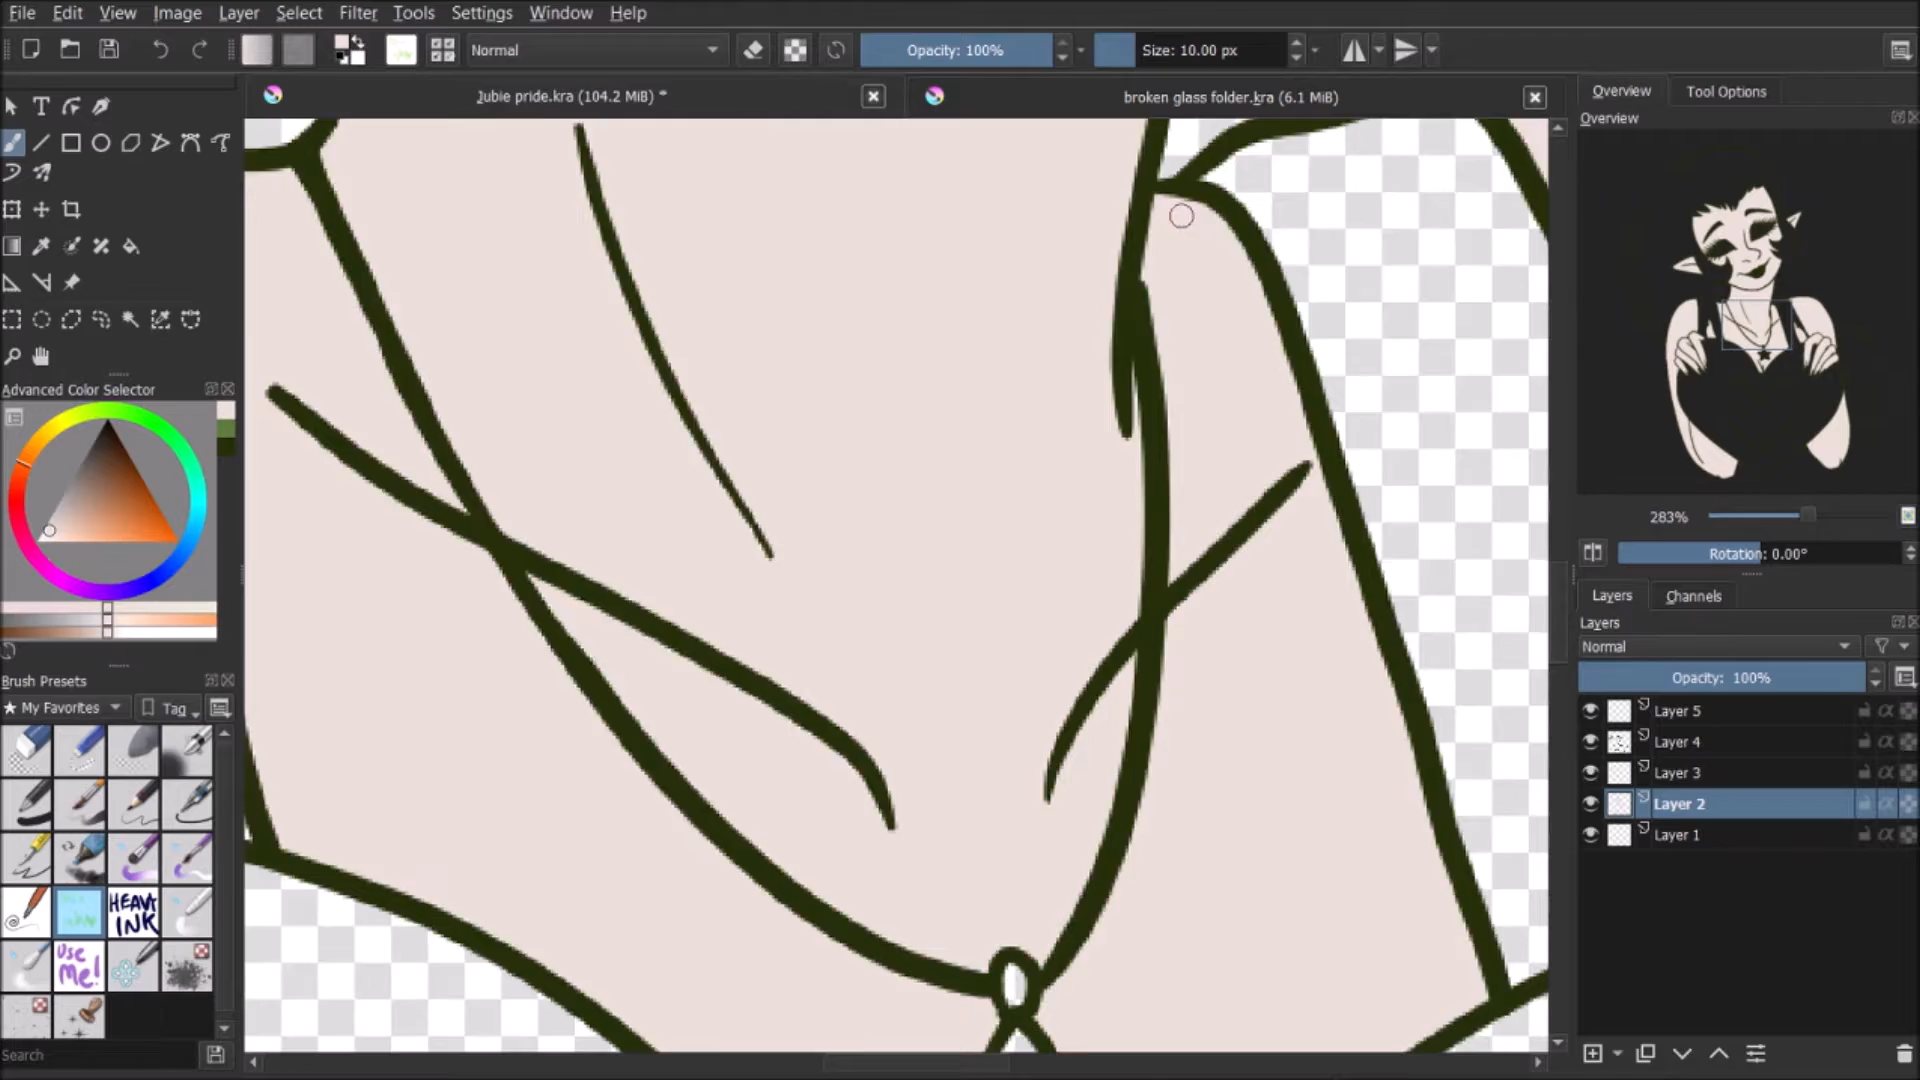 File Edit View Image Layer Select Filter Tools Settings Window Help
Normal Opacity: 100% Size: 10.00 px
Jubie pride.kra (104.2 MiB) * broken glass folder.kra (6.1 MiB)
Overview Tool Options
Overview
Advanced Color Selector
283%
Rotation: 0.00°
Layers Channels
Layers
Normal
Opacity: 100%
Brush Presets
My Favorites Tag
Layer 5
Layer 4
Layer 3
Layer 2
Layer 1
HEAVY
INK
USE
Me!
Search